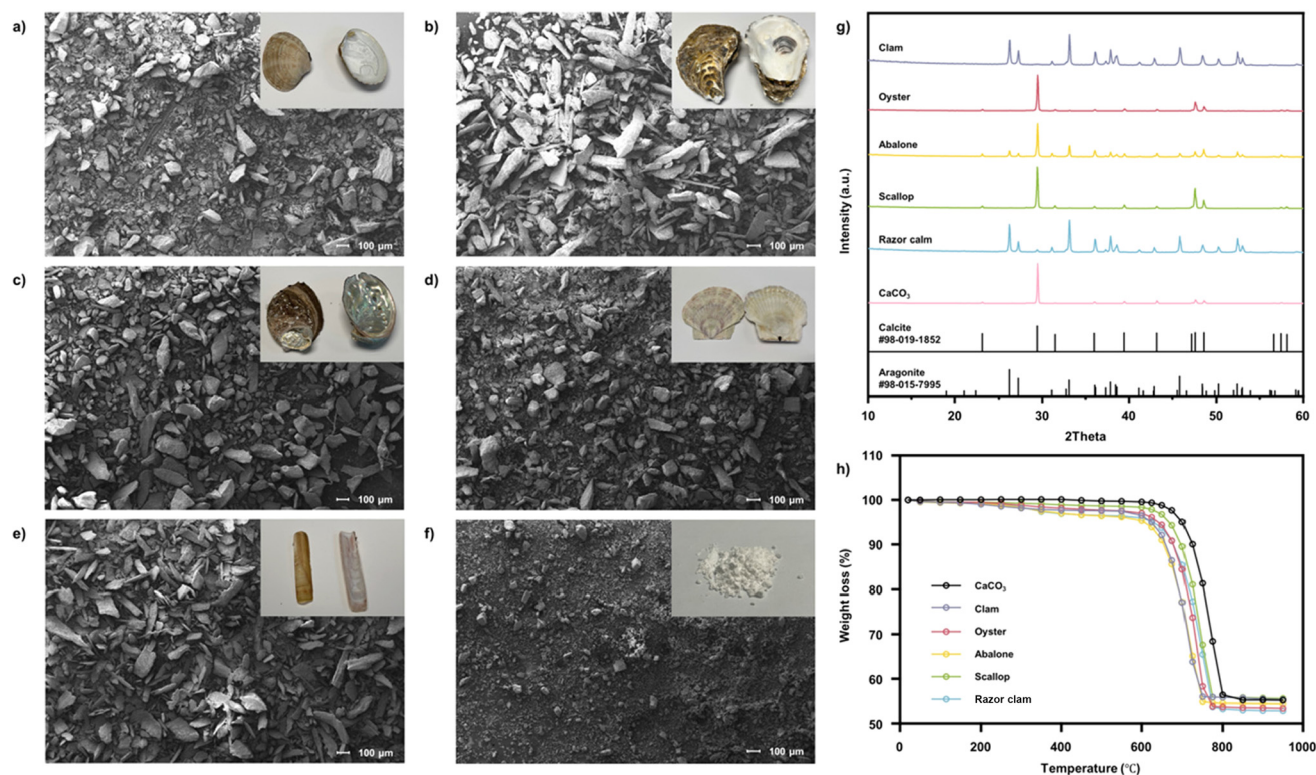 a)
100 μm
b)
100 μm
c)
100 μm
d)
100 μm
e)
100 μm
f)
100 μm
g)
Clam
Oyster
Abalone
Scallop
Razor calm
CaCO₃
Calcite
#98-019-1852
Aragonite
#98-015-7995
Intensity (a.u.)
10 20 30 40 50 60
2Theta
h)
110
100
90
80
70
60
50
Weight loss (%)
CaCO₃
Clam
Oyster
Abalone
Scallop
Razor clam
0 200 400 600 800 1000
Temperature (℃)